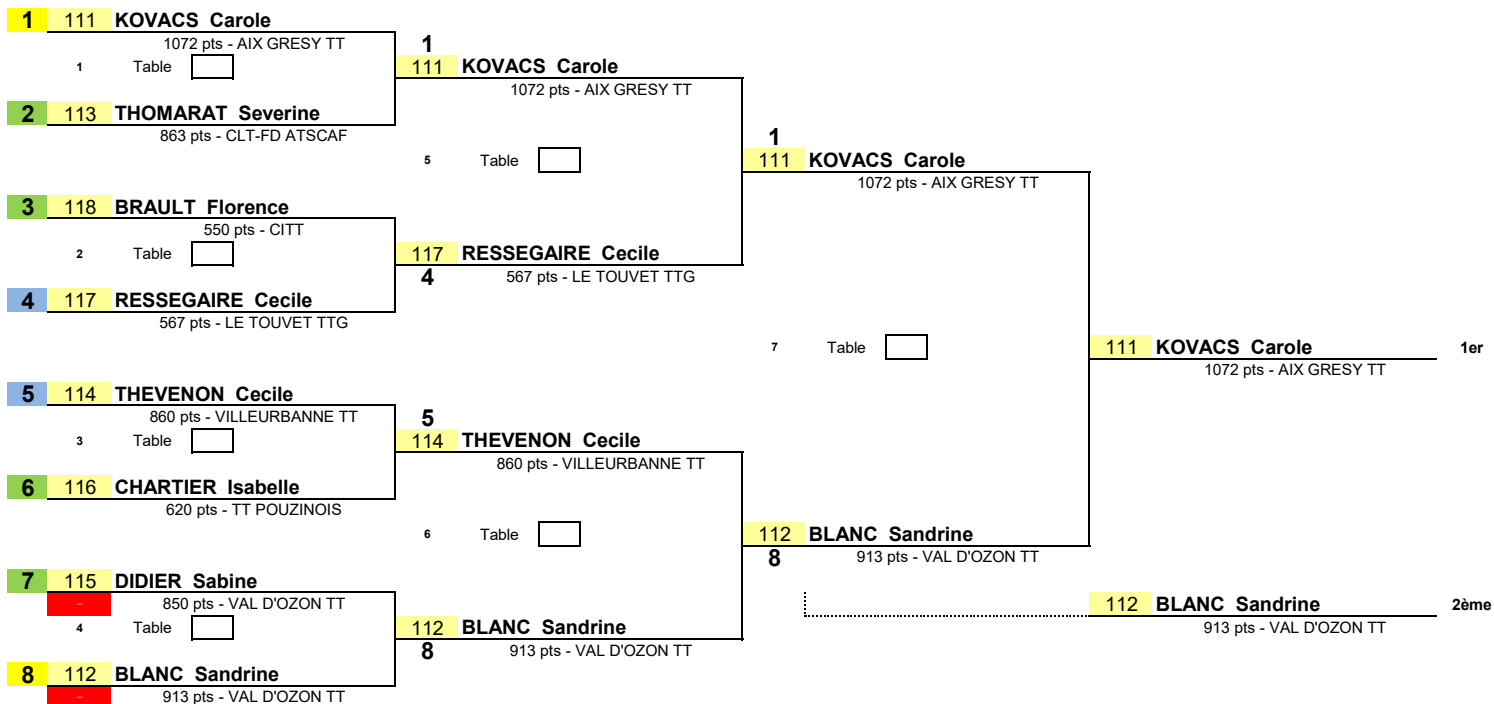 1 111 KOVACS Carole
1072 pts - AIX GRESY TT
1 Table
2 113 THOMARAT Severine
863 pts - CLT-FD ATSCAF
3 118 BRAULT Florence
550 pts - CITT
2 Table
4 117 RESSEGAIRE Cecile
567 pts - LE TOUVET TTG
5 114 THEVENON Cecile
860 pts - VILLEURBANNE TT
3 Table
6 116 CHARTIER Isabelle
620 pts - TT POUZINOIS
7 115 DIDIER Sabine
– 850 pts - VAL D'OZON TT
4 Table
8 112 BLANC Sandrine
– 913 pts - VAL D'OZON TT
1
111 KOVACS Carole
1072 pts - AIX GRESY TT
5 Table
117 RESSEGAIRE Cecile
4 567 pts - LE TOUVET TTG
5
114 THEVENON Cecile
860 pts - VILLEURBANNE TT
6 Table
112 BLANC Sandrine
8 913 pts - VAL D'OZON TT
1
111 KOVACS Carole
1072 pts - AIX GRESY TT
7 Table
112 BLANC Sandrine
8 913 pts - VAL D'OZON TT
111 KOVACS Carole 1er
1072 pts - AIX GRESY TT
112 BLANC Sandrine 2ème
913 pts - VAL D'OZON TT